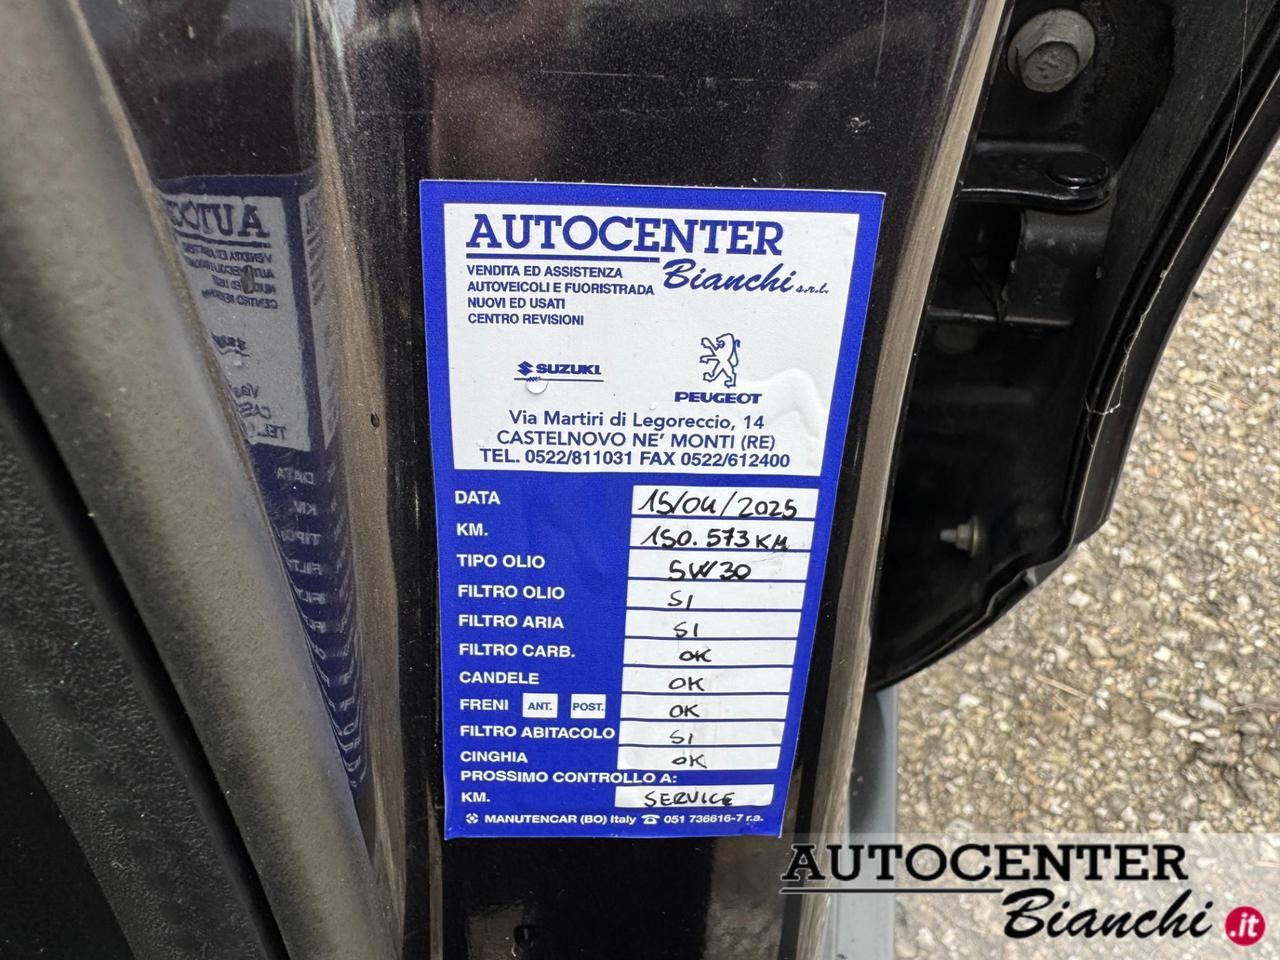 AUTOCENTER
Bianchi s.r.l.
VENDITA ED ASSISTENZA
AUTOVEICOLI E FUORISTRADA
NUOVI ED USATI
CENTRO REVISIONI
SUZUKI
PEUGEOT
Via Martiri di Legoreccio, 14
CASTELNOVO NE' MONTI (RE)
TEL. 0522/811031 FAX 0522/612400
DATA 15/04/2025
KM. 150.573 KM
TIPO OLIO 5W30
FILTRO OLIO SI
FILTRO ARIA SI
FILTRO CARB. OK
CANDELE OK
FRENI ANT. POST. OK
FILTRO ABITACOLO SI
CINGHIA OK
PROSSIMO CONTROLLO A:
KM. SERVICE
MANUTENCAR (BO) Italy ☎ 051 736616-7 r.a.
AUTOCENTER
Bianchi .it